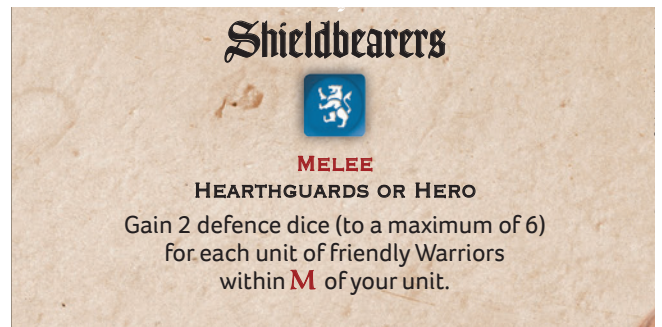 Shieldbearers
MELEE
HEARTHGUARDS OR HERO
Gain 2 defence dice (to a maximum of 6)
for each unit of friendly Warriors
within M of your unit.